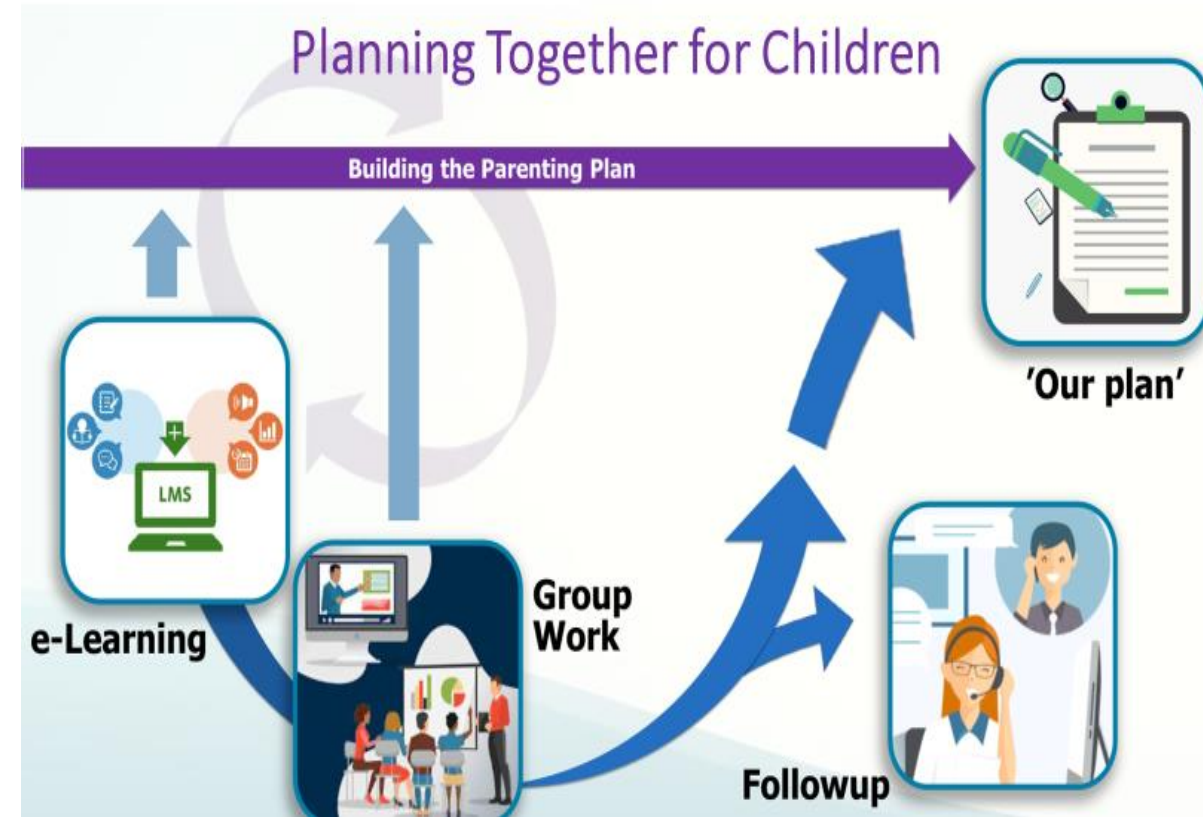 Planning Together for Children
Building the Parenting Plan
'Our plan'
LMS
e-Learning
Group
Work
Followup